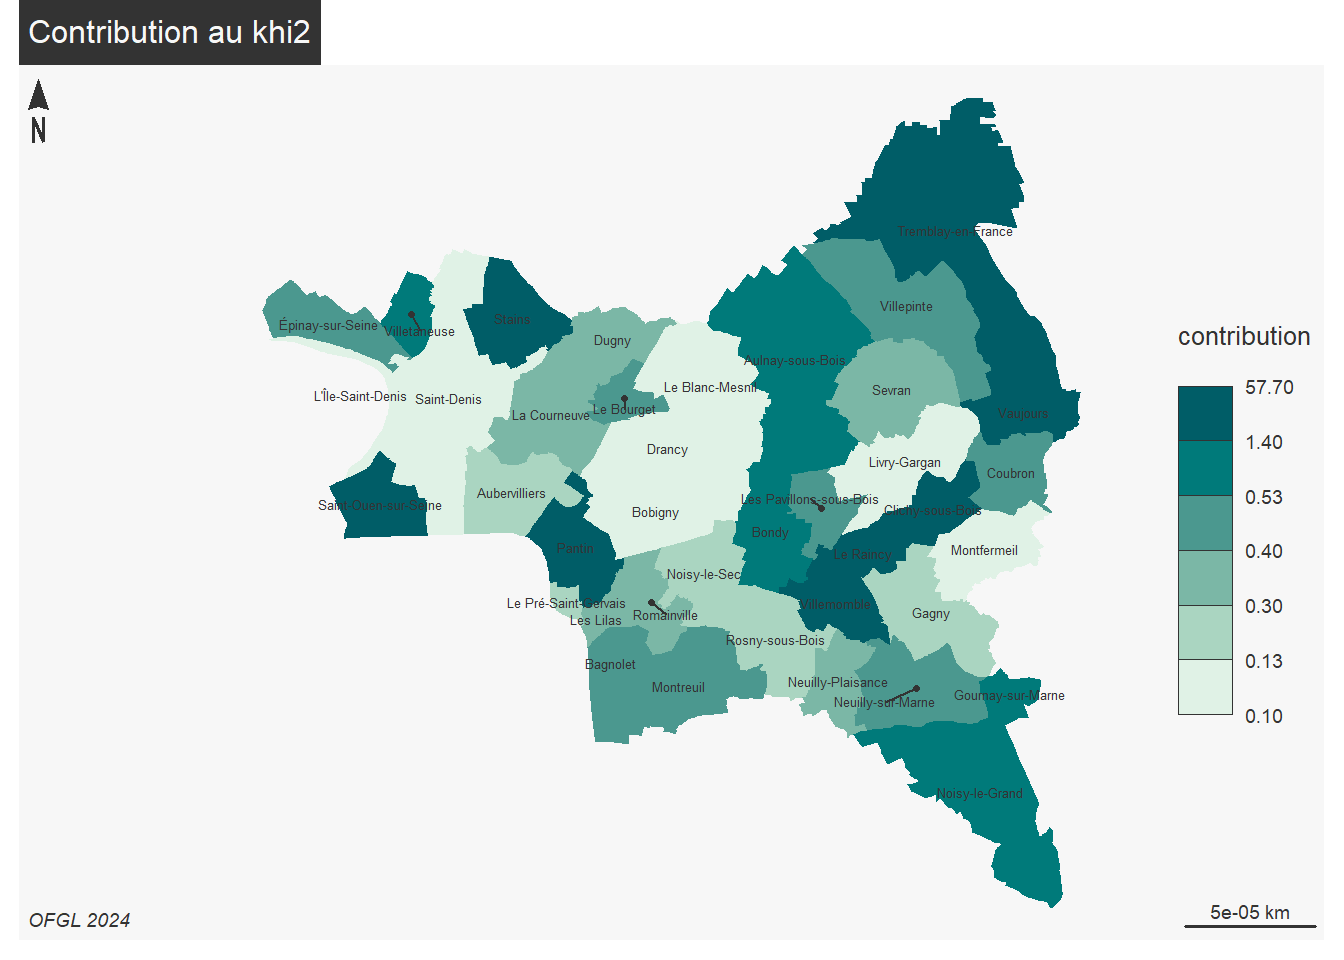 Contribution au khi2
N
Tremblay-en-France
Villepinte
Stains
Épinay-sur-Seine
Villetaneuse
Dugny
Aulnay-sous-Bois
Le Blanc-Mesnil
Sevran
L'Île-Saint-Denis
Saint-Denis
Le Bourget
La Courneuve
Vaujours
Drancy
Livry-Gargan
Coubron
Aubervilliers
Les Pavillons-sous-Bois
Saint-Ouen-sur-Seine
Clichy-sous-Bois
Bobigny
Bondy
Pantin
Le Raincy
Montfermeil
Noisy-le-Sec
Le Pré-Saint-Gervais
Villemomble
Romainville
Gagny
Les Lilas
Rosny-sous-Bois
Bagnolet
Neuilly-Plaisance
Montreuil
Gournay-sur-Marne
Neuilly-sur-Marne
Noisy-le-Grand
contribution
57.70
1.40
0.53
0.40
0.30
0.13
0.10
OFGL 2024
5e-05 km